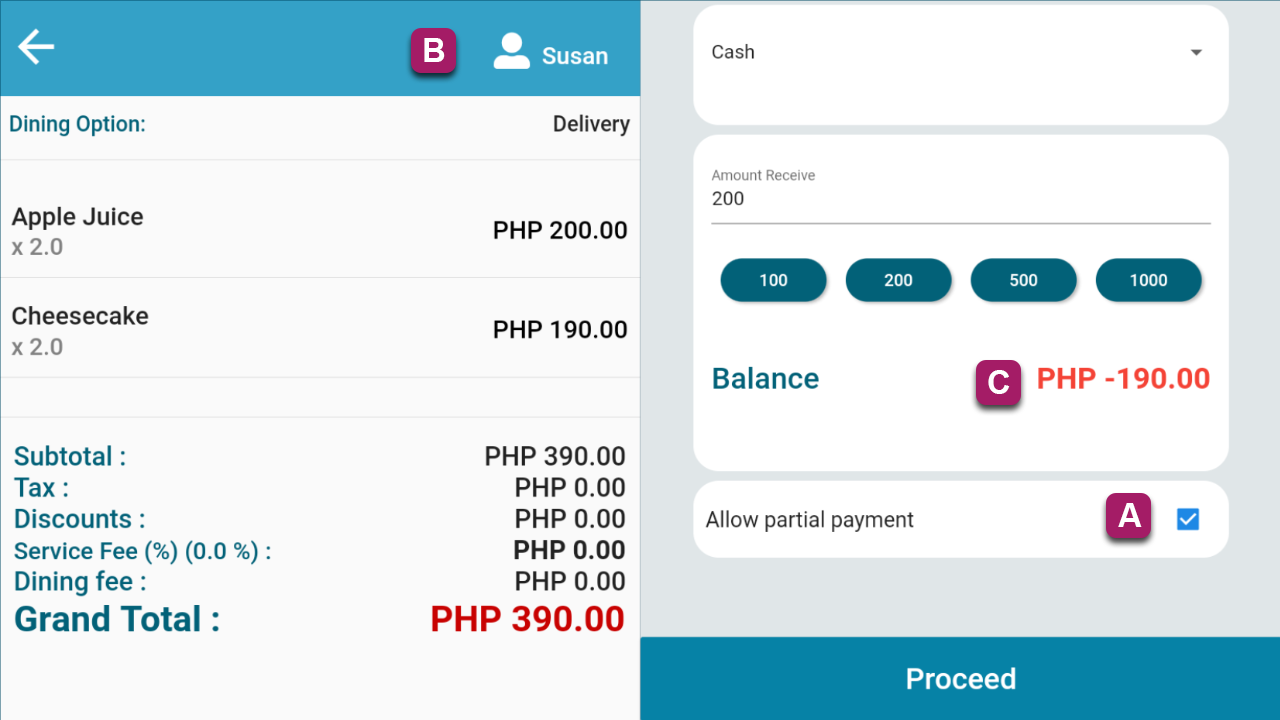 B
Susan
Dining Option: Delivery
Apple Juice
x 2.0
PHP 200.00
Cheesecake
x 2.0
PHP 190.00
Subtotal : PHP 390.00
Tax : PHP 0.00
Discounts : PHP 0.00
Service Fee (%) (0.0 %) : PHP 0.00
Dining fee : PHP 0.00
Grand Total : PHP 390.00
Cash
Amount Receive
200
100 200 500 1000
Balance C PHP -190.00
Allow partial payment A
Proceed